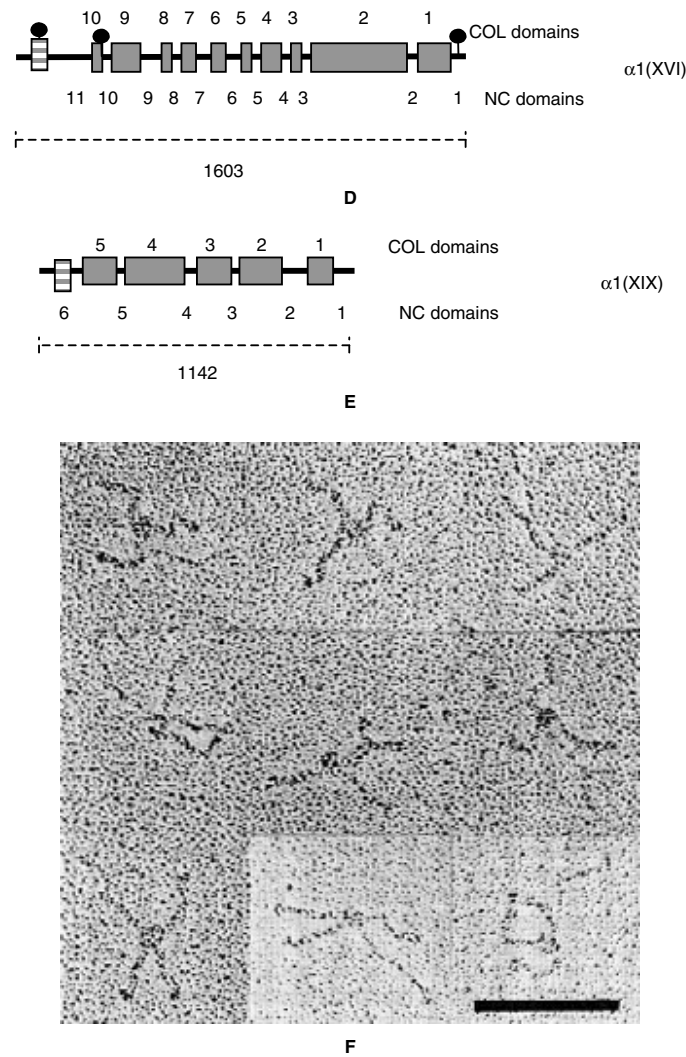 10 9 8 7 6 5 4 3 2 1
COL domains
α1(XVI)
11 10 9 8 7 6 5 4 3 2 1 NC domains
1603
D
5 4 3 2 1 COL domains
α1(XIX)
6 5 4 3 2 1 NC domains
1142
E
F